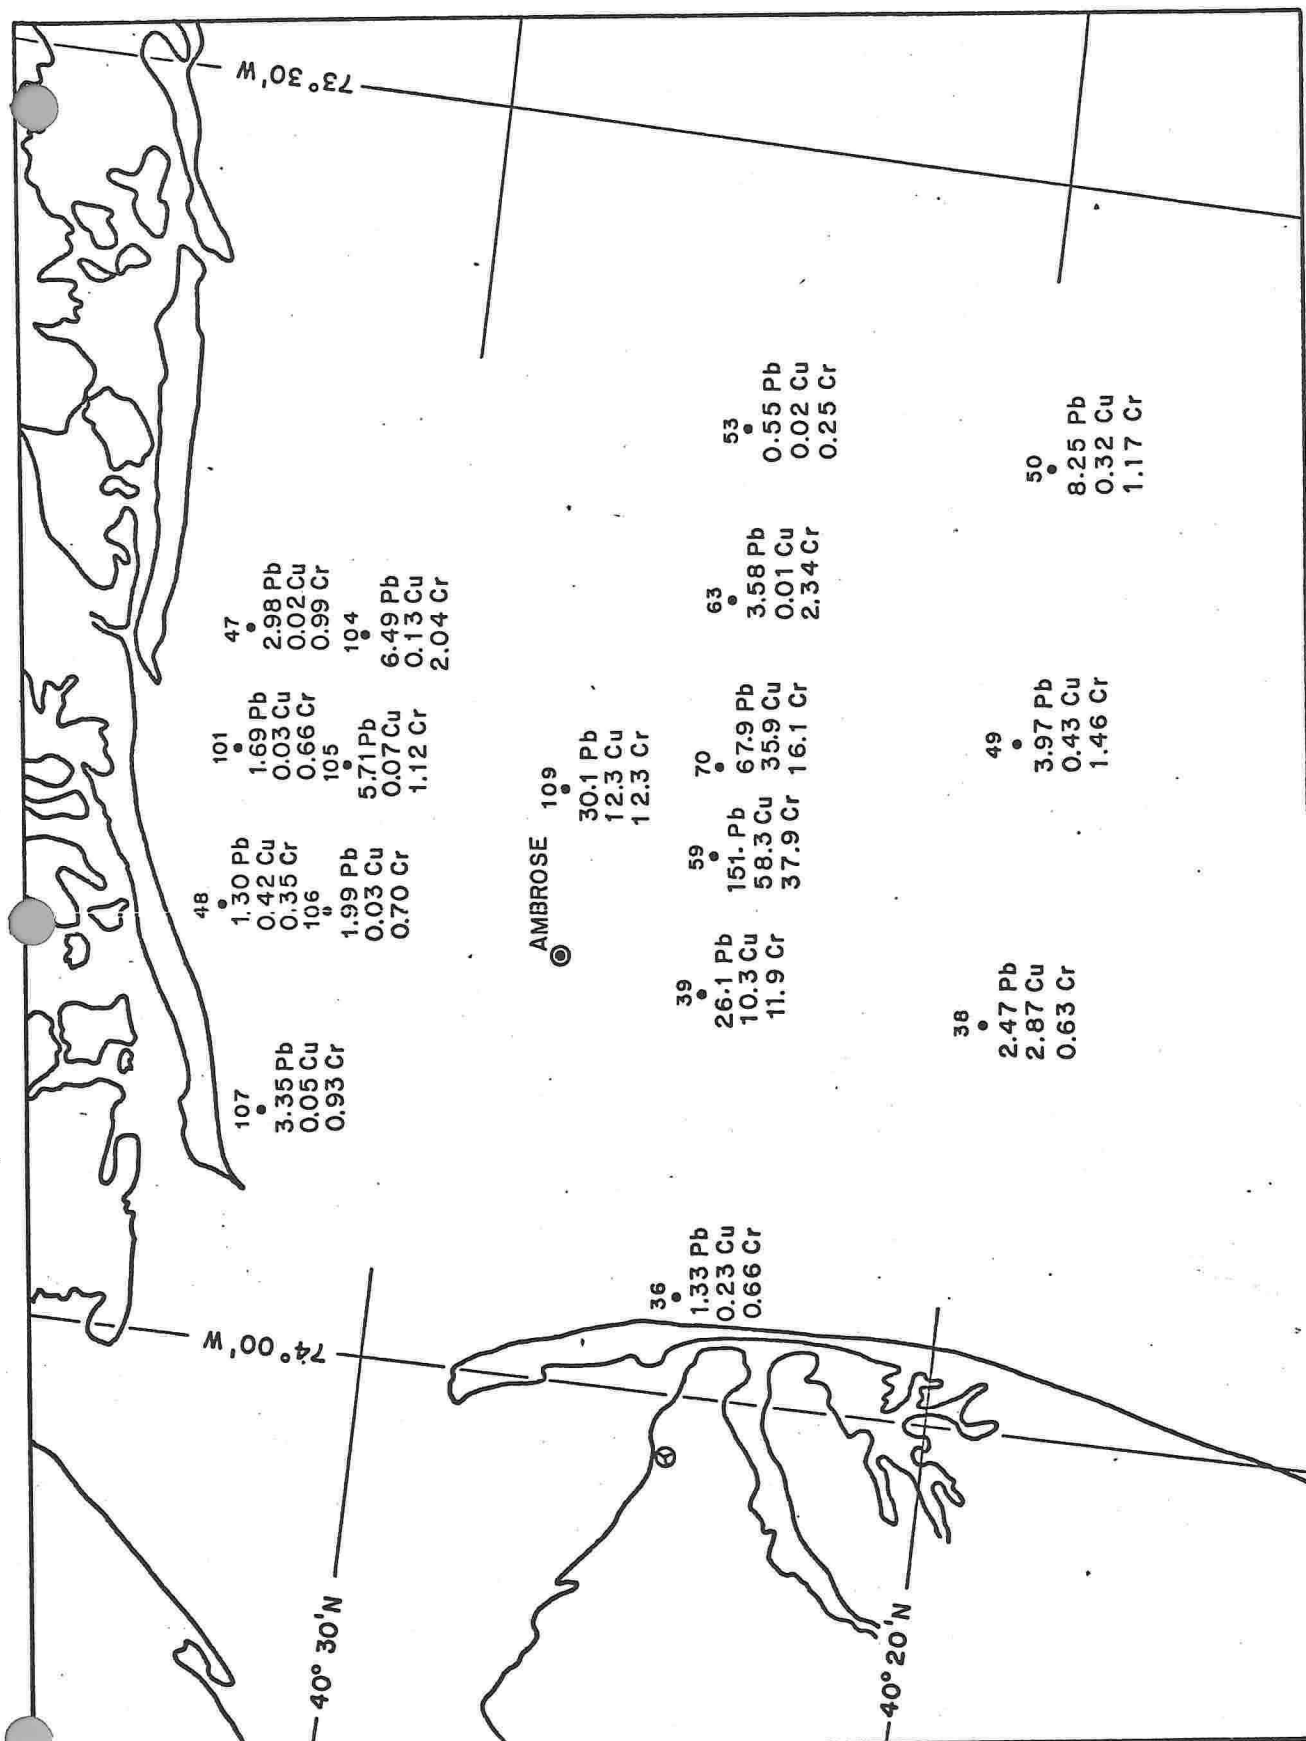 73° 30' W
74° 00' W
40° 30' N
40° 20' N
107
3.35 Pb
0.05 Cu
0.93 Cr
48
1.30 Pb
0.42 Cu
0.35 Cr
106
1.99 Pb
0.03 Cu
0.70 Cr
101
1.69 Pb
0.03 Cu
0.66 Cr
105
5.71 Pb
0.07 Cu
1.12 Cr
47
2.98 Pb
0.02 Cu
0.99 Cr
104
6.49 Pb
0.13 Cu
2.04 Cr
AMBROSE
109
30.1 Pb
12.3 Cu
12.3 Cr
36
1.33 Pb
0.23 Cu
0.66 Cr
39
26.1 Pb
10.3 Cu
11.9 Cr
59
151. Pb
58.3 Cu
37.9 Cr
70
67.9 Pb
35.9 Cu
16.1 Cr
63
3.58 Pb
0.01 Cu
2.34 Cr
53
0.55 Pb
0.02 Cu
0.25 Cr
38
2.47 Pb
2.87 Cu
0.63 Cr
49
3.97 Pb
0.43 Cu
1.46 Cr
50
8.25 Pb
0.32 Cu
1.17 Cr